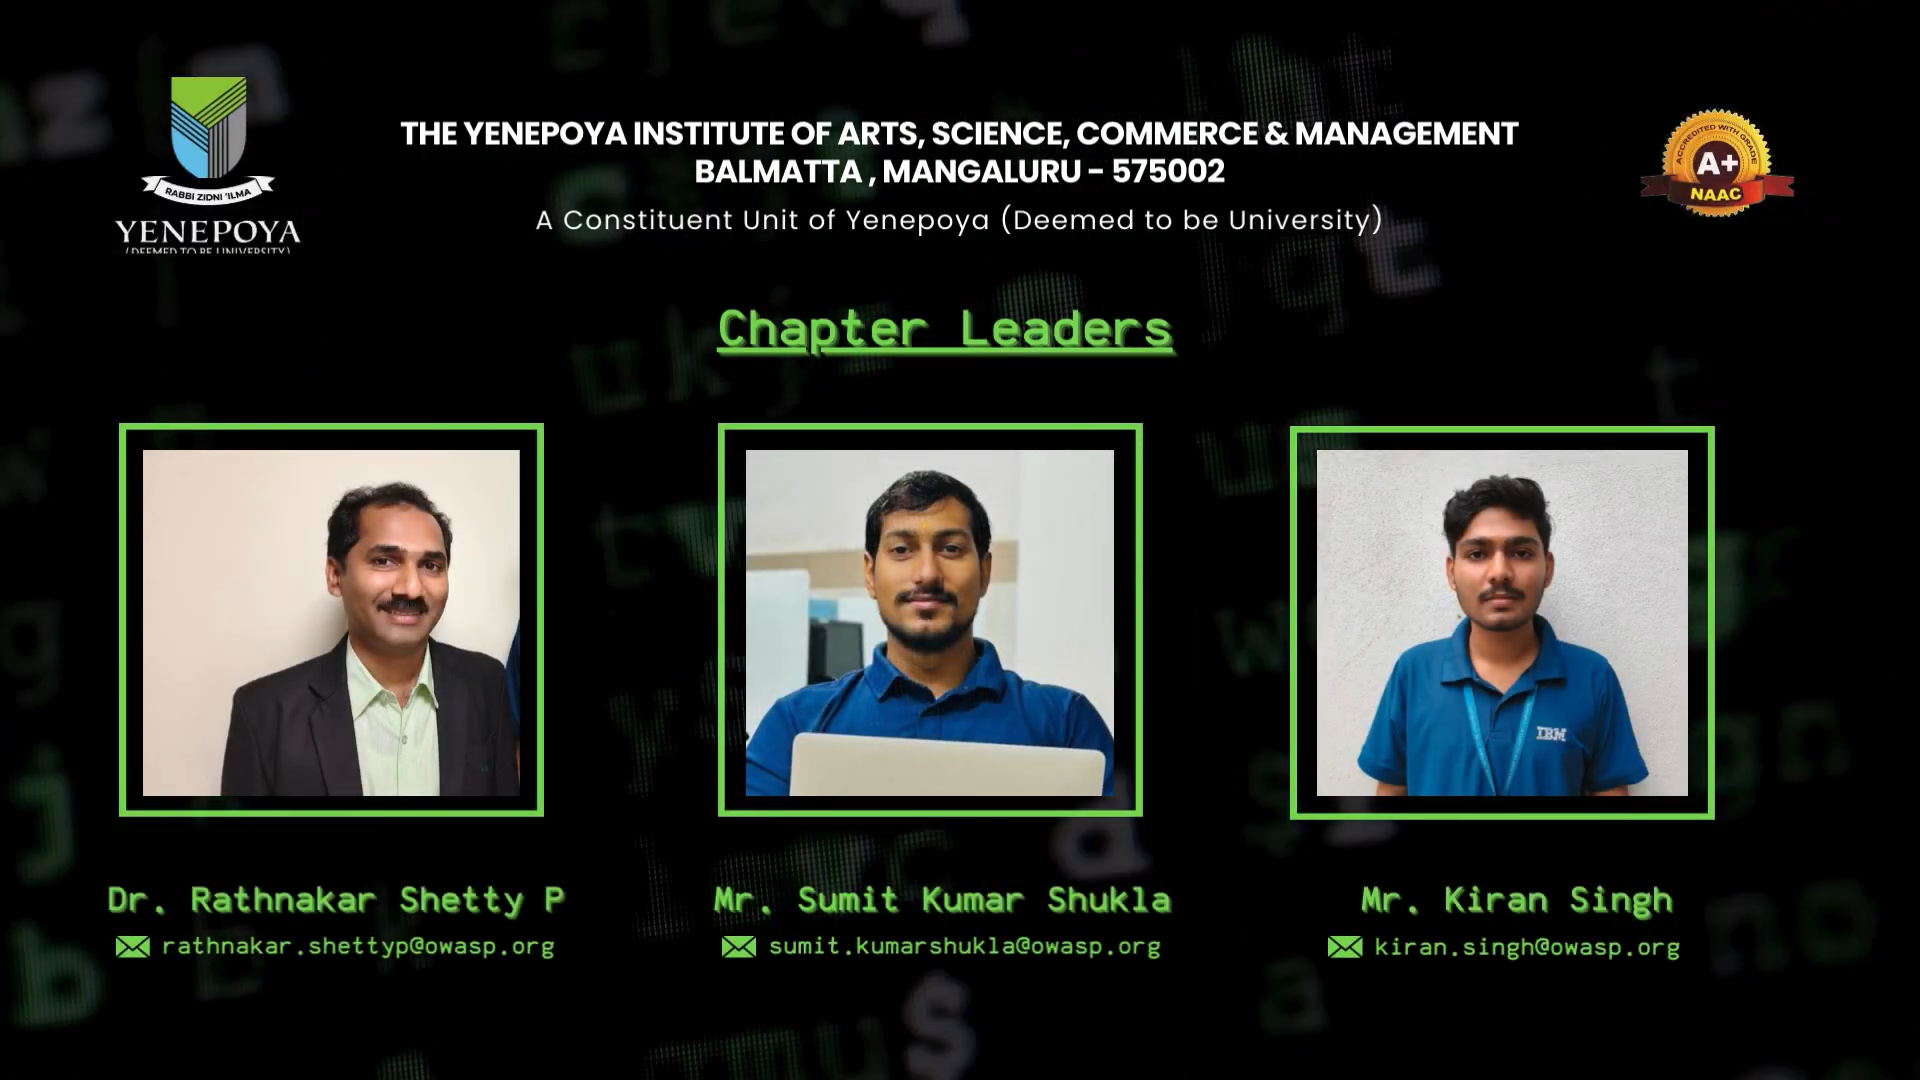 THE YENEPOYA INSTITUTE OF ARTS, SCIENCE, COMMERCE & MANAGEMENT
BALMATTA , MANGALURU - 575002
A Constituent Unit of Yenepoya (Deemed to be University)
RABBI ZIDNI 'ILMA
YENEPOYA
(DEEMED TO BE UNIVERSITY)
ACCREDITED WITH GRADE
A+
NAAC
Chapter Leaders
IBM
Dr. Rathnakar Shetty P
rathnakar.shettyp@owasp.org
Mr. Sumit Kumar Shukla
sumit.kumarshukla@owasp.org
Mr. Kiran Singh
kiran.singh@owasp.org